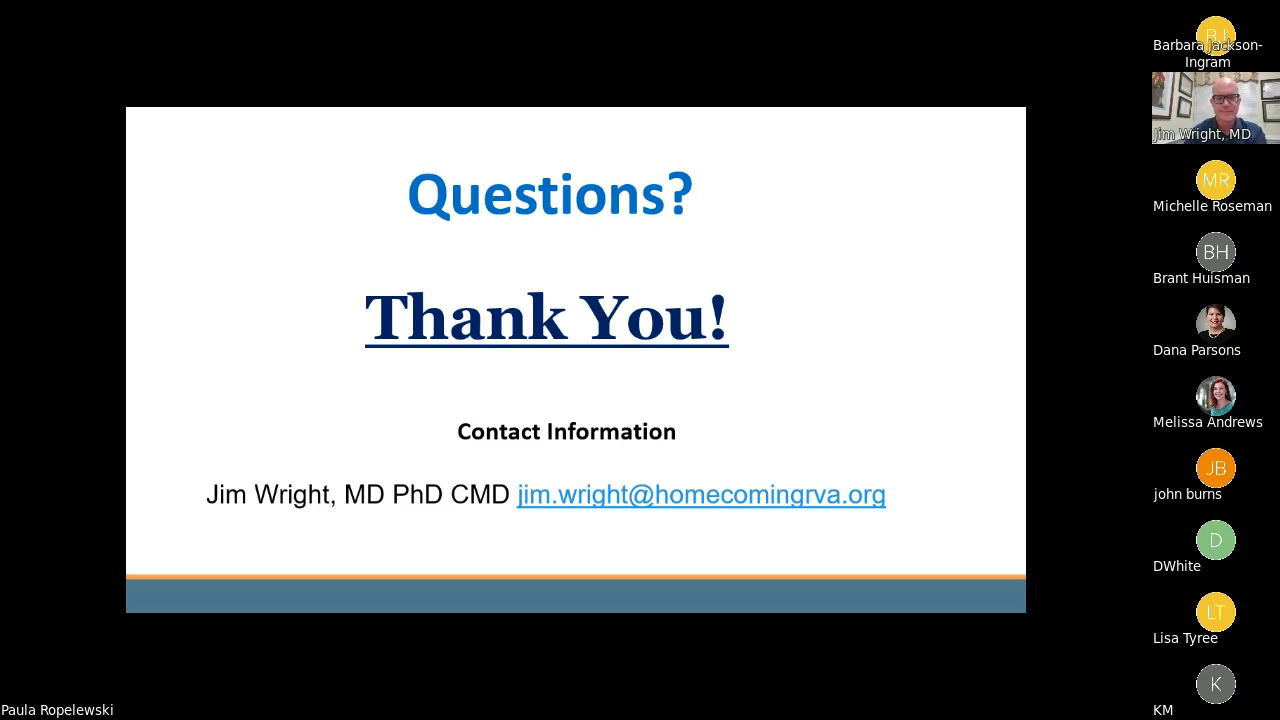 Questions?
Thank You!
Contact Information
Jim Wright, MD PhD CMD jim.wright@homecomingrva.org
BJ
Barbara Jackson-
Ingram
Jim Wright, MD
MR
Michelle Roseman
BH
Brant Huisman
Dana Parsons
Melissa Andrews
JB
john burns
D
DWhite
LT
Lisa Tyree
K
KM
Paula Ropelewski